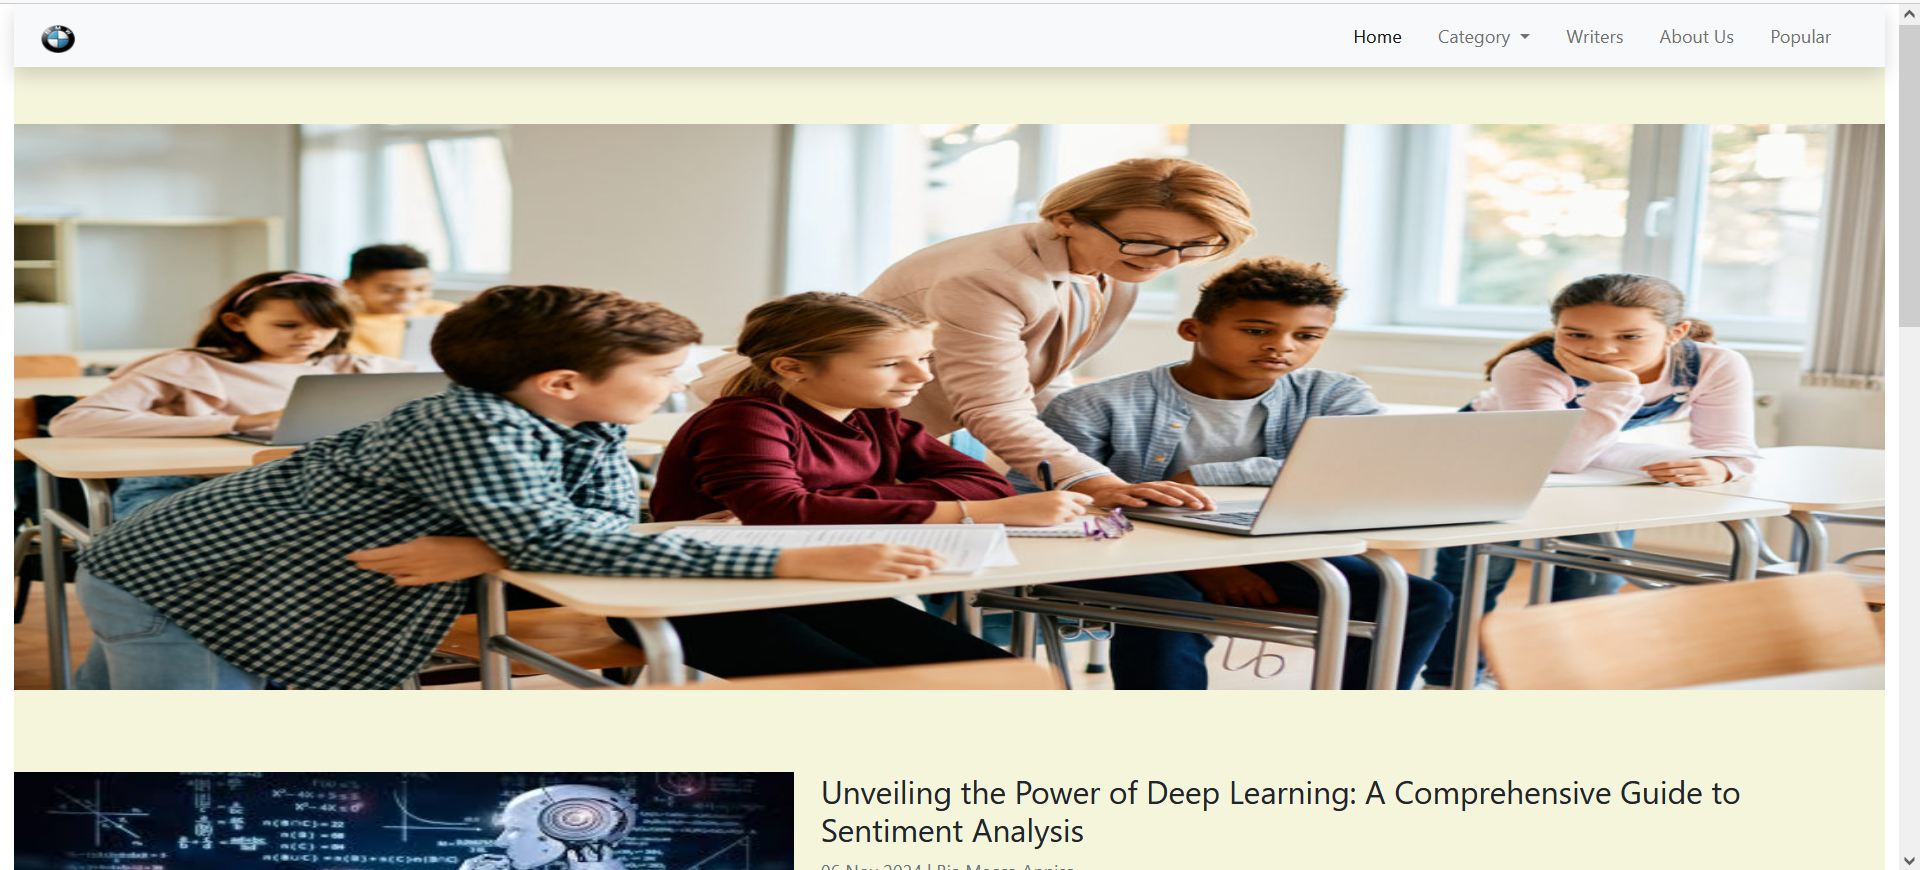 Home Category Writers About Us Popular
Unveiling the Power of Deep Learning: A Comprehensive Guide to
Sentiment Analysis